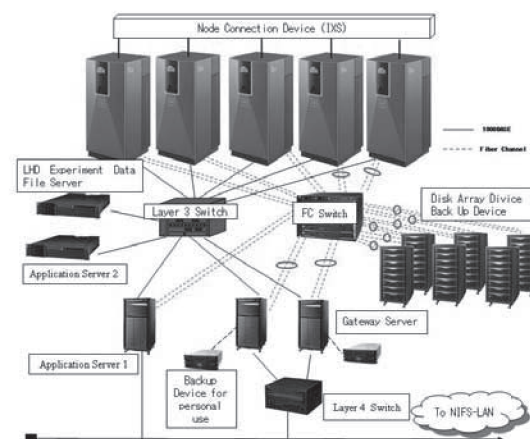 Node Connection Device (IXS)
1000BASE
Fiber Channel
LHD Experiment Data
File Server
Layer 3 Switch
FC Switch
Disk Array Divice
Back Up Device
Application Server 2
Gateway Server
Application Server 1
Backup
Device for
personal
use
Layer 4 Switch
To NIFS-LAN